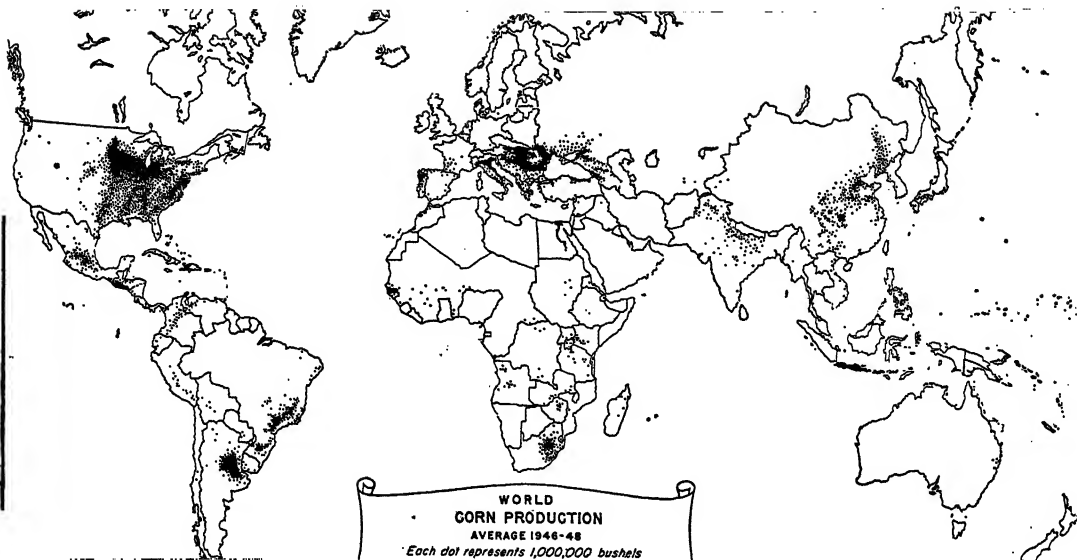 WORLD
CORN PRODUCTION
AVERAGE 1946-48
Each dot represents 1,000,000 bushels